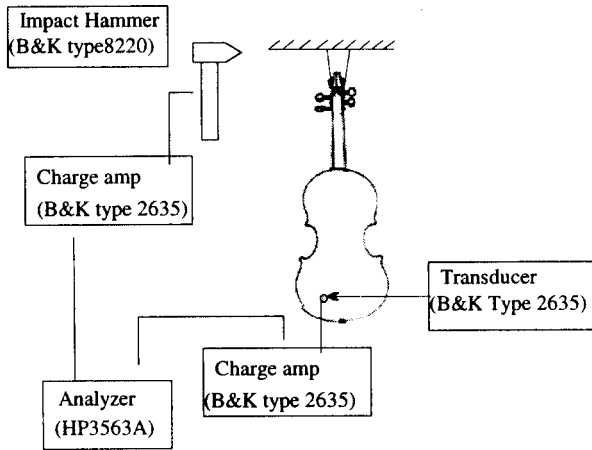 Impact Hammer
(B&K type8220)
Charge amp
(B&K type 2635)
Transducer
(B&K Type 2635)
Charge amp
(B&K type 2635)
Analyzer
(HP3563A)